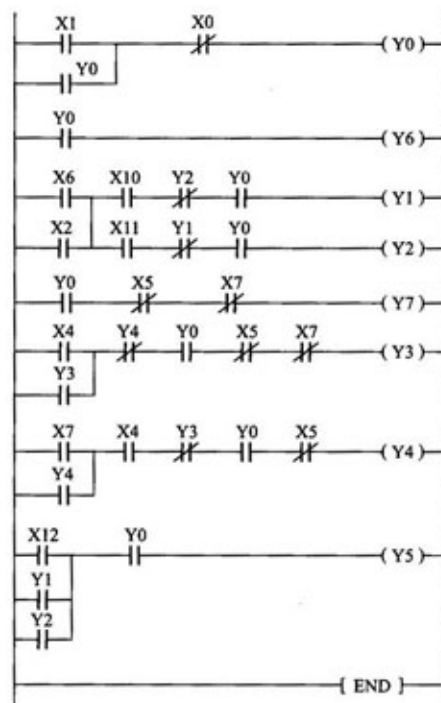 X1 X0
(Y0)
Y0
Y0
(Y6)
X6 X10 Y2 Y0
(Y1)
X2 X11 Y1 Y0
(Y2)
Y0 X5 X7
(Y7)
X4 Y4 Y0 X5 X7
(Y3)
Y3
X7 X4 Y3 Y0 X5
(Y4)
Y4
X12 Y0
(Y5)
Y1
Y2
[END]